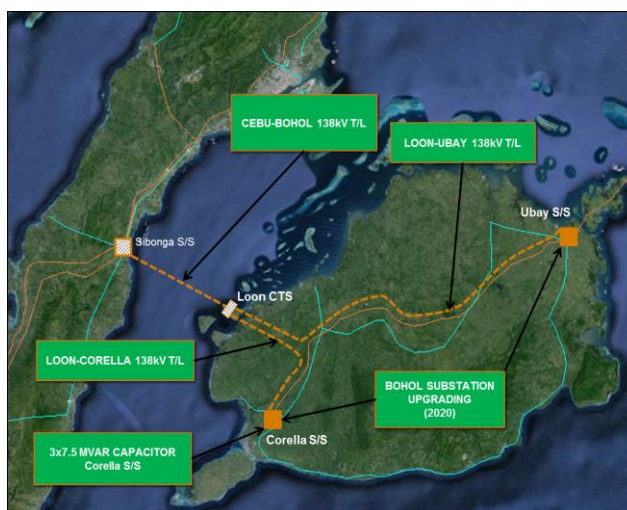 CEBU-BOHOL 138kV T/L
LOON-UBAY 138kV T/L
Ubay S/S
Sibonga S/S
Loon CTS
LOON-CORELLA 138kV T/L
BOHOL SUBSTATION
UPGRADING
(2020)
3x7.5 MVAR CAPACITOR
Corella S/S
Corella S/S